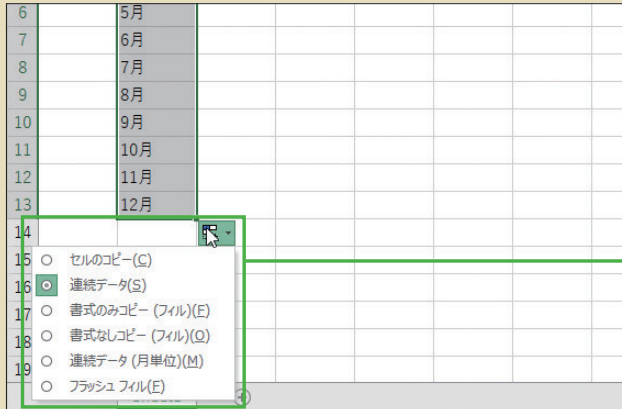 6 5月
7 6月
8 7月
9 8月
10 9月
11 10月
12 11月
13 12月
14
15 セルのコピー(C)
16 連続データ(S)
17 書式のみコピー (フィル)(F)
18 書式なしコピー (フィル)(O)
19 連続データ (月単位)(M)
フラッシュ フィル(F)